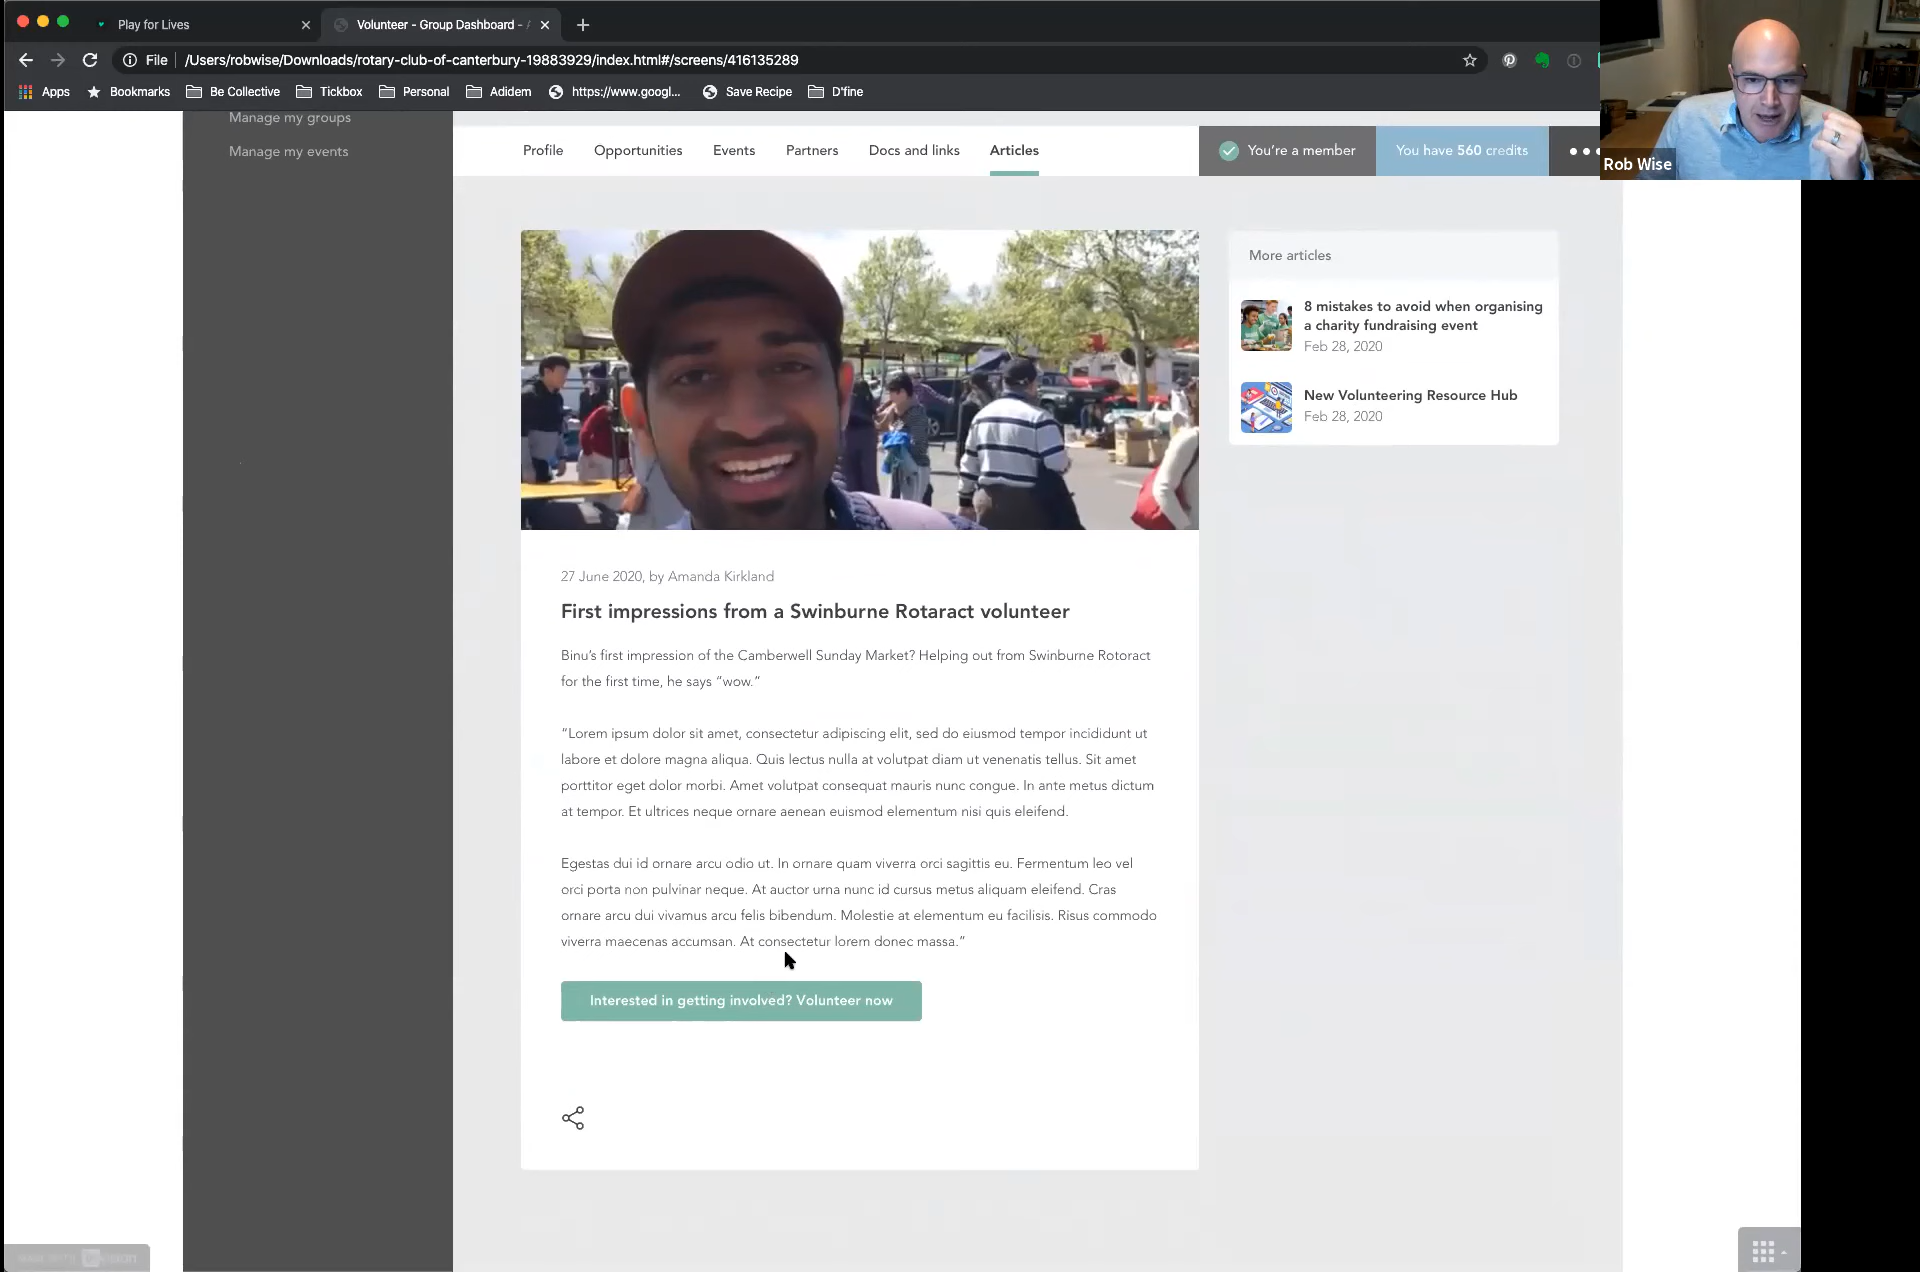 Play for Lives
Volunteer - Group Dashboard -
File
/Users/robwise/Downloads/rotary-club-of-canterbury-19883929/index.html#/screens/416135289
Apps
Bookmarks
Be Collective
Tickbox
Personal
Adidem
https://www.googl...
Save Recipe
D'fine
Rob Wise
Manage my groups
Manage my events
Profile
Opportunities
Events
Partners
Docs and links
Articles
You're a member
You have 560 credits
More articles
8 mistakes to avoid when organising
a charity fundraising event
Feb 28, 2020
New Volunteering Resource Hub
Feb 28, 2020
27 June 2020, by Amanda Kirkland
First impressions from a Swinburne Rotaract volunteer
Binu’s first impression of the Camberwell Sunday Market? Helping out from Swinburne Rotoract
for the first time, he says “wow.”
“Lorem ipsum dolor sit amet, consectetur adipiscing elit, sed do eiusmod tempor incididunt ut
labore et dolore magna aliqua. Quis lectus nulla at volutpat diam ut venenatis tellus. Sit amet
porttitor eget dolor morbi. Amet volutpat consequat mauris nunc congue. In ante metus dictum
at tempor. Et ultrices neque ornare aenean euismod elementum nisi quis eleifend.
Egestas dui id ornare arcu odio ut. In ornare quam viverra orci sagittis eu. Fermentum leo vel
orci porta non pulvinar neque. At auctor urna nunc id cursus metus aliquam eleifend. Cras
ornare arcu dui vivamus arcu felis bibendum. Molestie at elementum eu facilisis. Risus commodo
viverra maecenas accumsan. At consectetur lorem donec massa.”
Interested in getting involved? Volunteer now